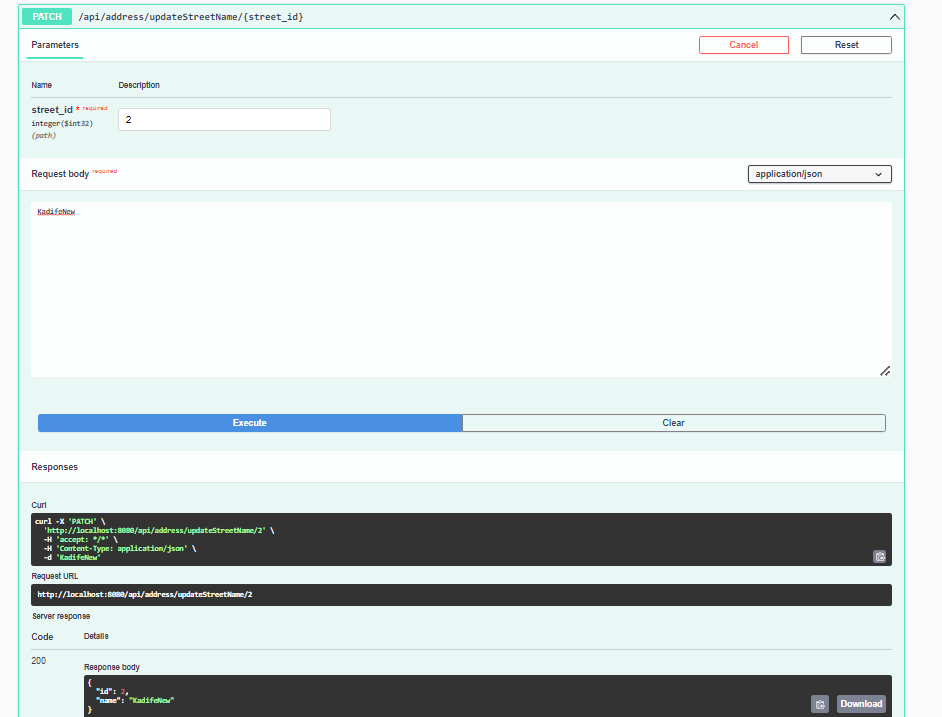 PATCH /api/address/updateStreetName/{street_id}
Parameters Cancel Reset
Name Description
street_id * required
integer($int32)
(path)
2
Request body required application/json
KadifeNew
Execute Clear
Responses
Curl
curl -X 'PATCH' \
'http://localhost:8080/api/address/updateStreetName/2' \
-H 'accept: */*' \
-H 'Content-Type: application/json' \
-d 'KadifeNew'
Request URL
http://localhost:8080/api/address/updateStreetName/2
Server response
Code Details
200
Response body
{
"id": 2,
"name": "KadifeNew"
}
Download